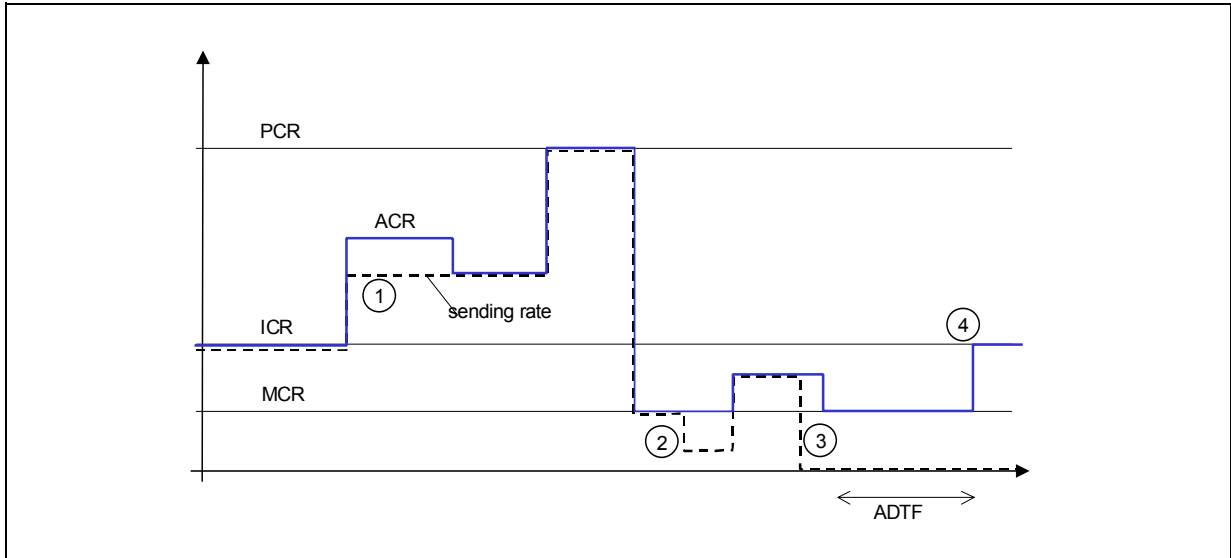 PCR
ACR
1
sending rate
ICR
4
MCR
2
3
ADTF